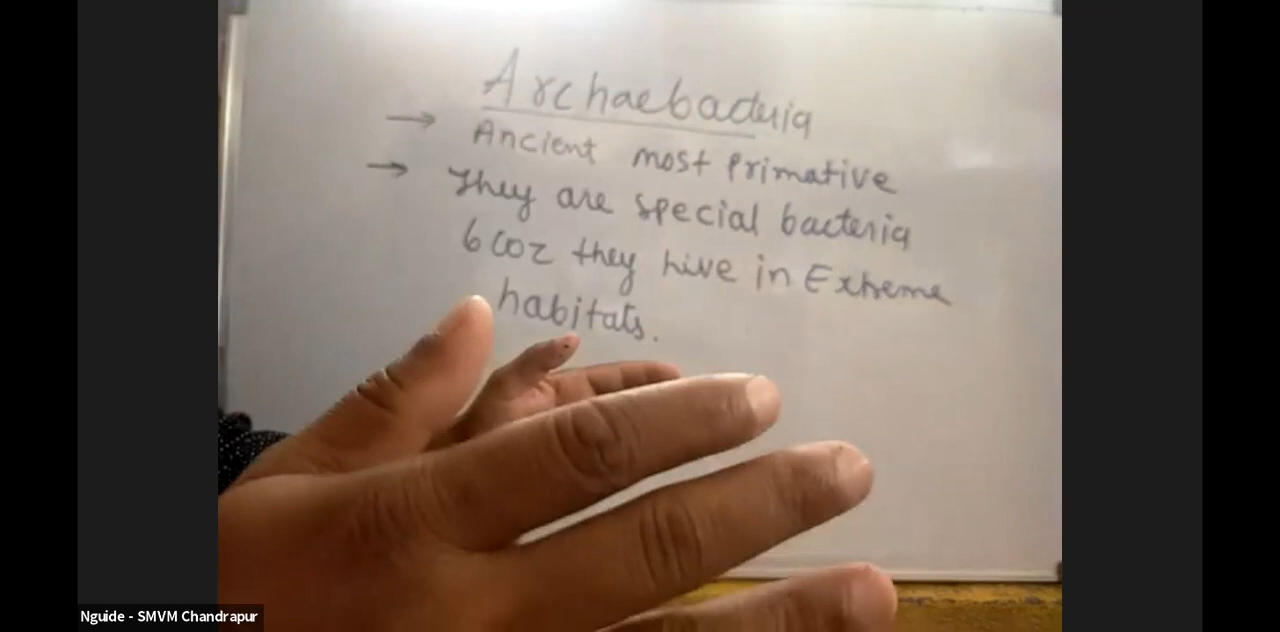 Archaebacteria
→ Ancient most Primative
→ They are special bacteria
bcoz they live in Extreme
habitats.
Nguide - SMVM Chandrapur